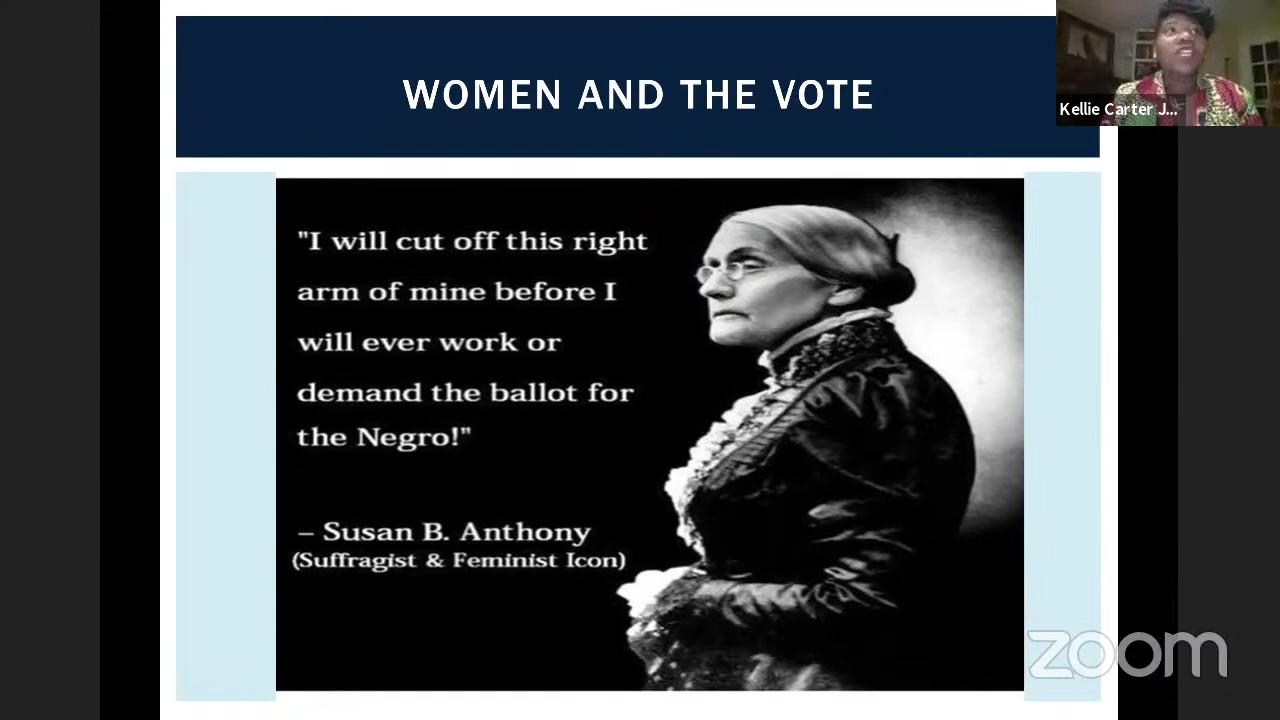 WOMEN AND THE VOTE
Kellie Carter J...
"I will cut off this right
arm of mine before I
will ever work or
demand the ballot for
the Negro!"
– Susan B. Anthony
(Suffragist & Feminist Icon)
zoom